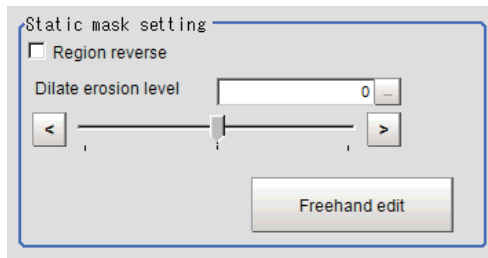 Static mask setting
Region reverse
Dilate erosion level 0 ...
< >
Freehand edit